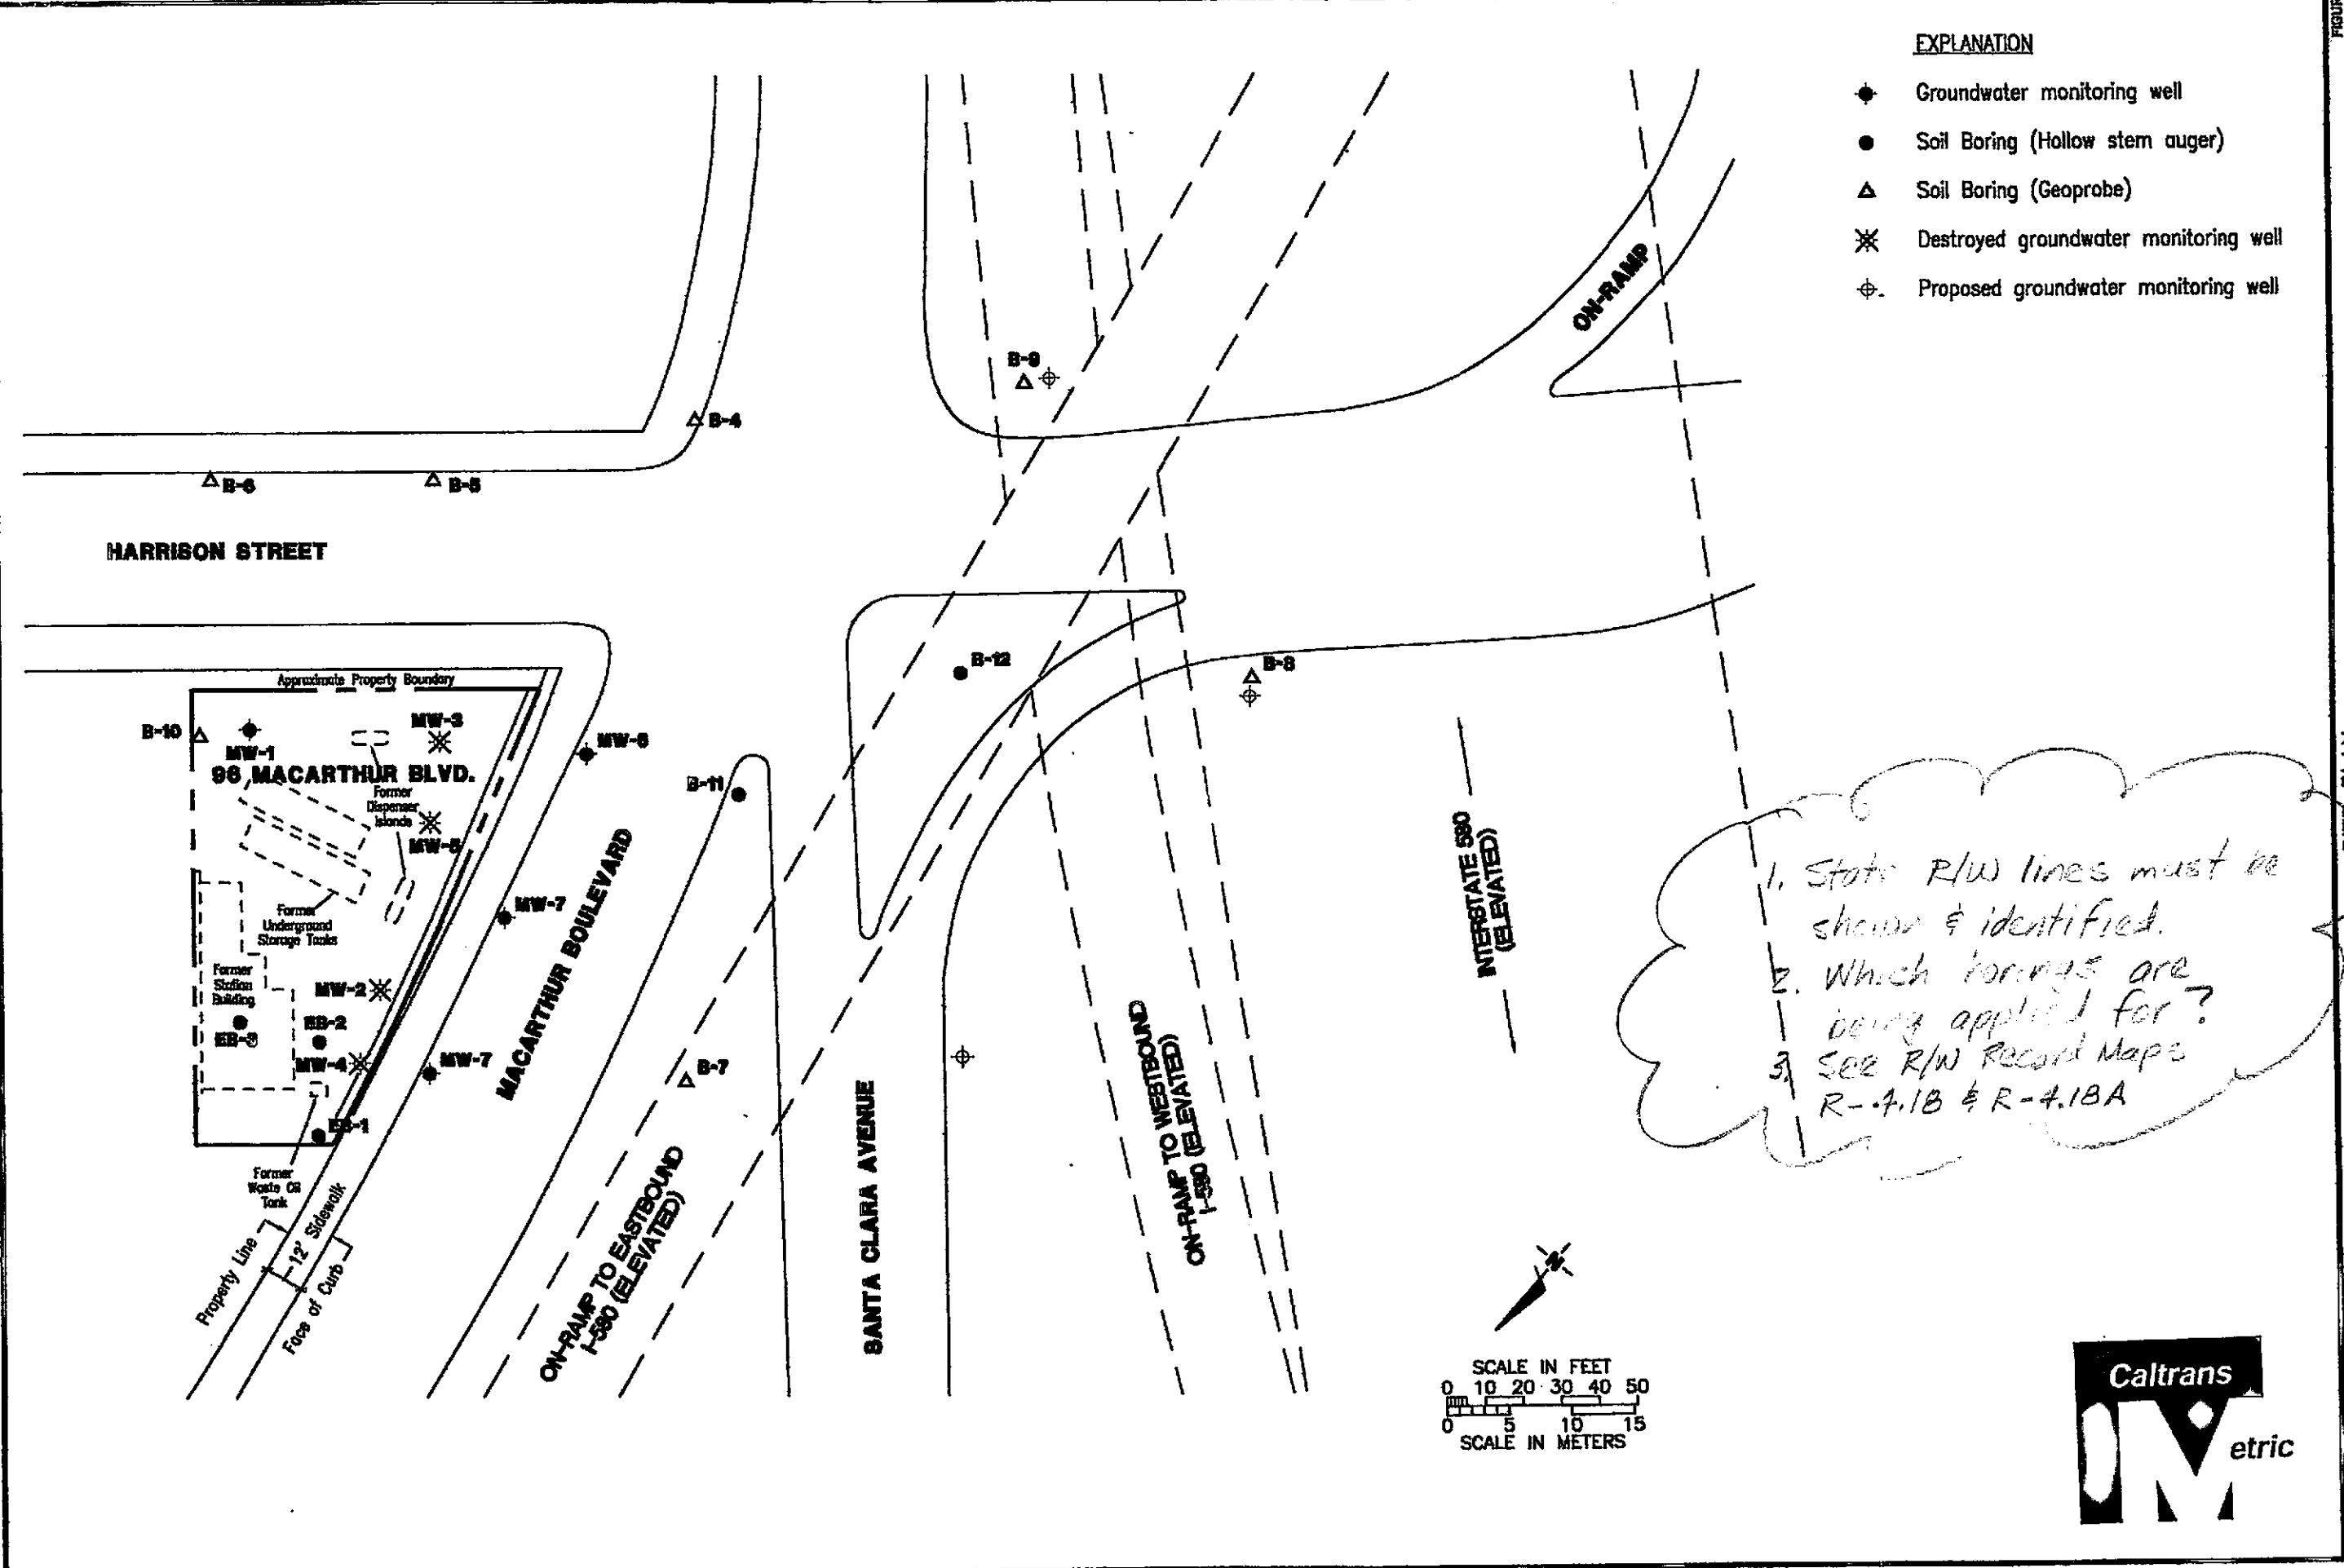 EXPLANATION
Groundwater monitoring well
Soil Boring (Hollow stem auger)
Soil Boring (Geoprobe)
Destroyed groundwater monitoring well
Proposed groundwater monitoring well
ON-RAMP
B-9
B-4
B-6
B-5
HARRISON STREET
B-12
B-8
Approximate Property Boundary
B-10
MW-1
MW-3
MW-6
96 MACARTHUR BLVD.
Former
Dispenser
Islands
MW-5
B-11
MW-7
Former
Underground
Storage Tanks
Former
Station
Building
MW-2
EB-3
EB-2
MW-4
MW-7
EB-1
Former
Waste Oil
Tank
MACARTHUR BOULEVARD
B-7
Property Line
12' Sidewalk
Face of Curb
ON-RAMP TO EASTBOUND
I-580 (ELEVATED)
SANTA CLARA AVENUE
ON-RAMP TO WESTBOUND
I-580 (ELEVATED)
INTERSTATE 580
(ELEVATED)
1. State R/W lines must be
shown & identified.
2. Which borings are
being applied for?
3. See R/W Record Maps
R-.4.18 & R-4.18A
N
SCALE IN FEET
0 10 20 30 40 50
0 5 10 15
SCALE IN METERS
Caltrans
Metric